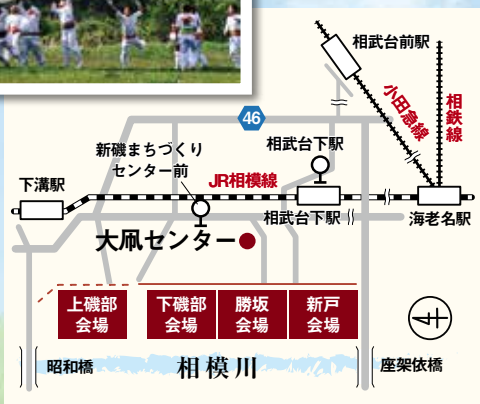 相武台前駅
小田急線
相鉄線
46
新磯まちづくり
センター前
相武台下駅
下溝駅
JR相模線
相武台下駅
海老名駅
大凧センター
上磯部
会場
下磯部
会場
勝坂
会場
新戸
会場
昭和橋
相模川
座架依橋